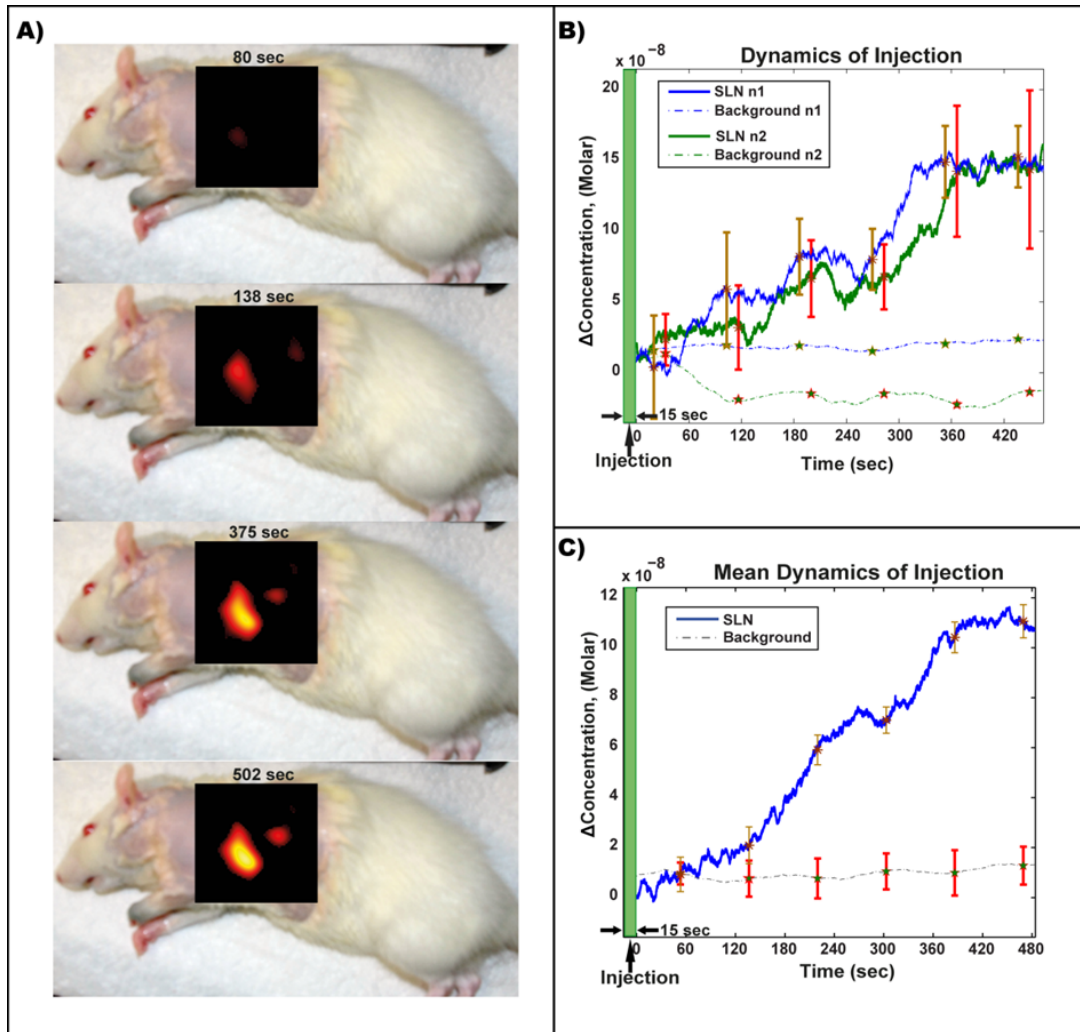 A)
80 sec
138 sec
375 sec
502 sec
B)
Dynamics of Injection
x 10⁻⁸
SLN n1
Background n1
SLN n2
Background n2
ΔConcentration, (Molar)
20
15
10
5
0
15 sec
60 120 180 240 300 360 420
Injection
Time (sec)
C)
Mean Dynamics of Injection
x 10⁻⁸
SLN
Background
ΔConcentration, (Molar)
12
10
8
6
4
2
0
15 sec
0 60 120 180 240 300 360 420 480
Injection
Time (sec)